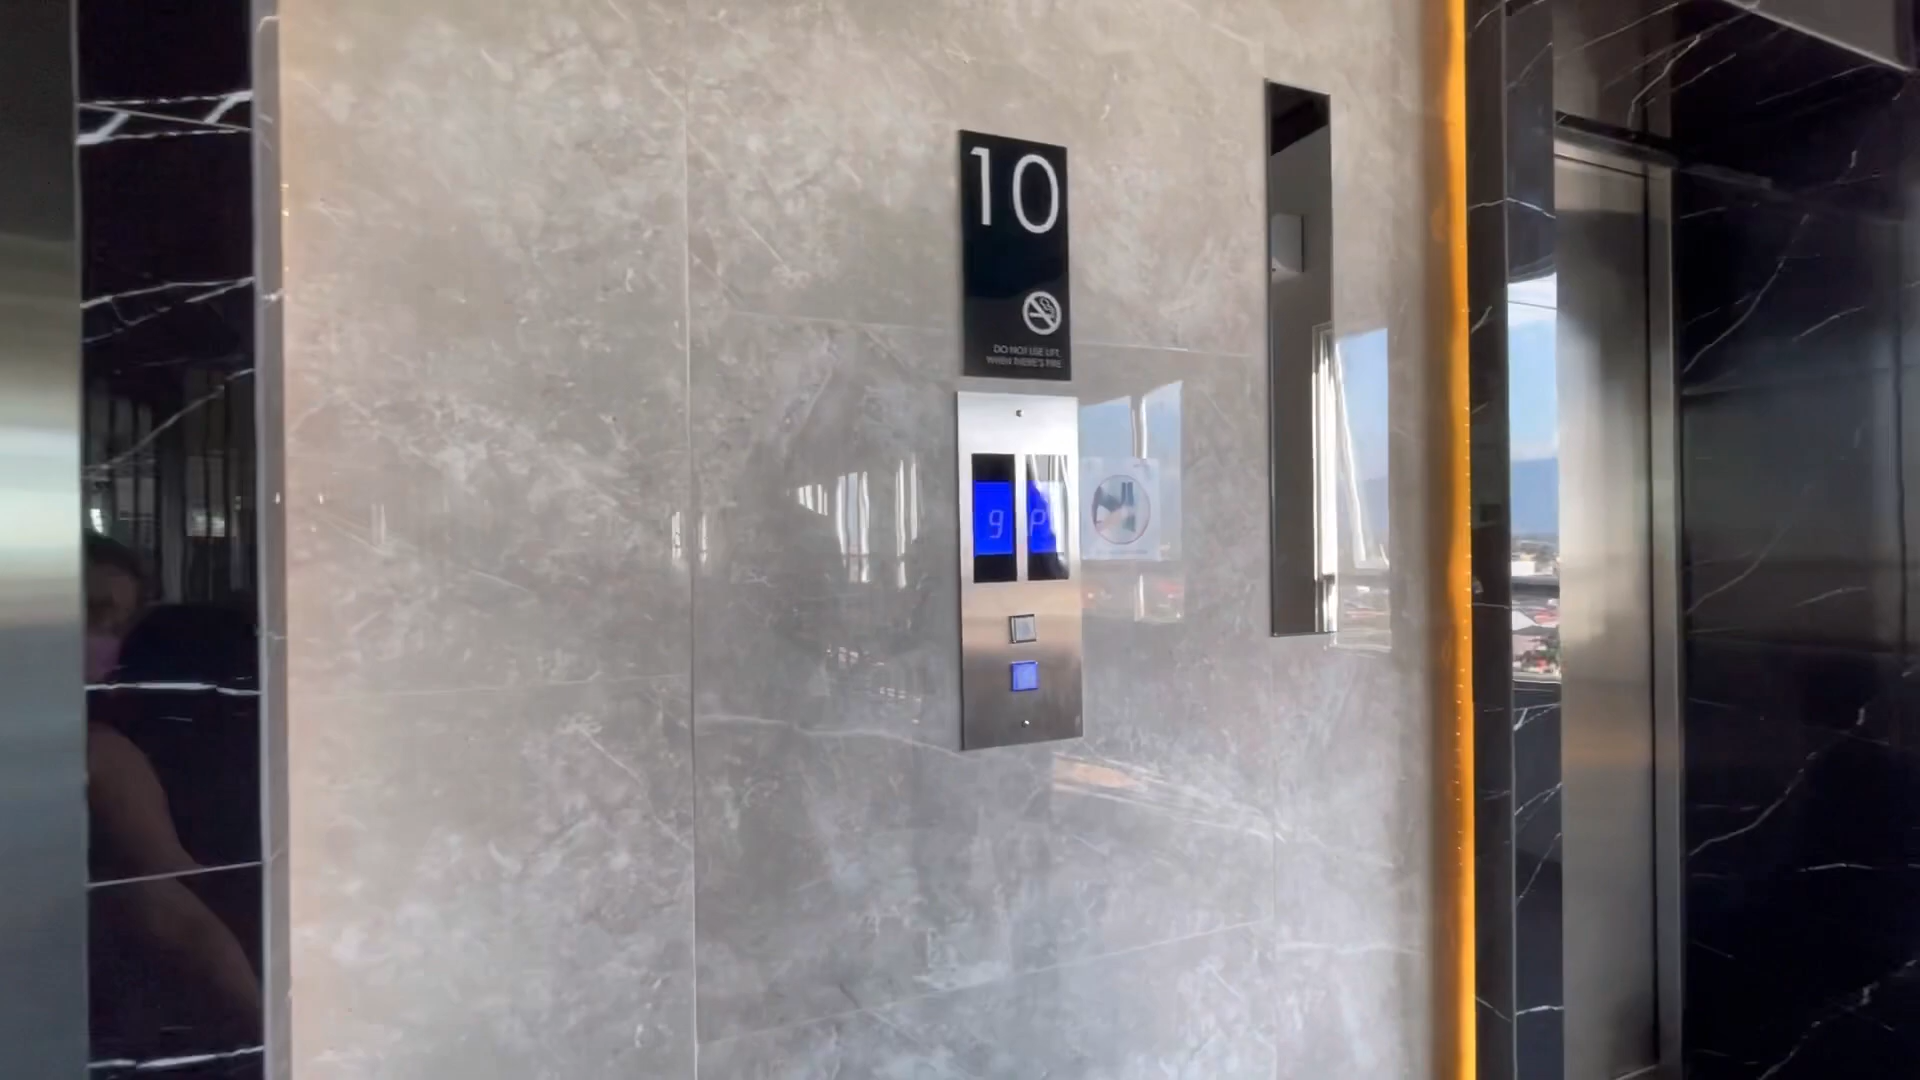 10
DO NOT USE LIFT,
WHEN THERE'S FIRE
9 P